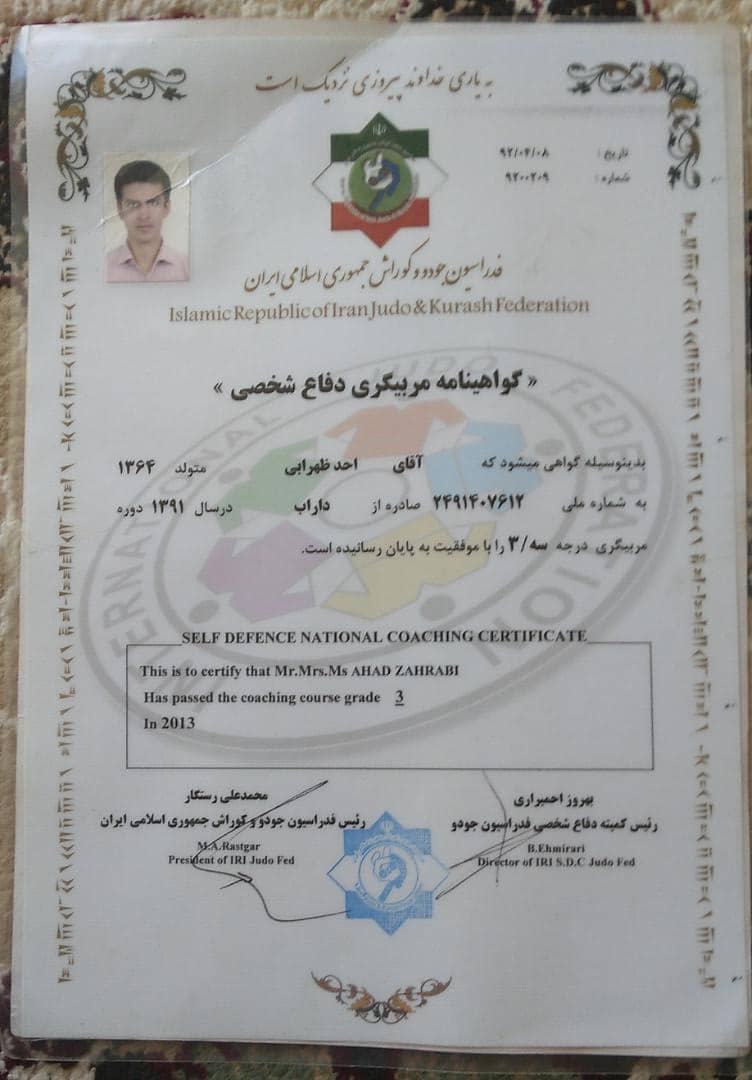 به یاری خداوند پیروزی نزدیک است
تاریخ : ۹۲/۰۴/۰۸
شماره : ۹۲۰۰۲۰۹
فدراسیون جودو و کوراش جمهوری اسلامی ایران
Islamic Republic of Iran Judo & Kurash Federation
« گواهینامه مربیگری دفاع شخصی »
بدینوسیله گواهی میشود که آقای احد ظهرابی متولد ۱۳۶۴
به شماره ملی ۲۴۹۱۴۰۷۶۱۲ صادره از داراب درسال ۱۳۹۱ دوره
مربیگری درجه سه/۳ را با موفقیت به پایان رسانیده است.
INTERNATIONAL JUDO FEDERATION
SELF DEFENCE NATIONAL COACHING CERTIFICATE
This is to certify that Mr.Mrs.Ms AHAD ZAHRABI
Has passed the coaching course grade 3
In 2013
بهروز احمیراری
رئیس کمیته دفاع شخصی فدراسیون جودو
B.Ehmirari
Director of IRI S.D.C Judo Fed
محمدعلی رستگار
رئیس فدراسیون جودو و کوراش جمهوری اسلامی ایران
M.A.Rastgar
President of IRI Judo Fed